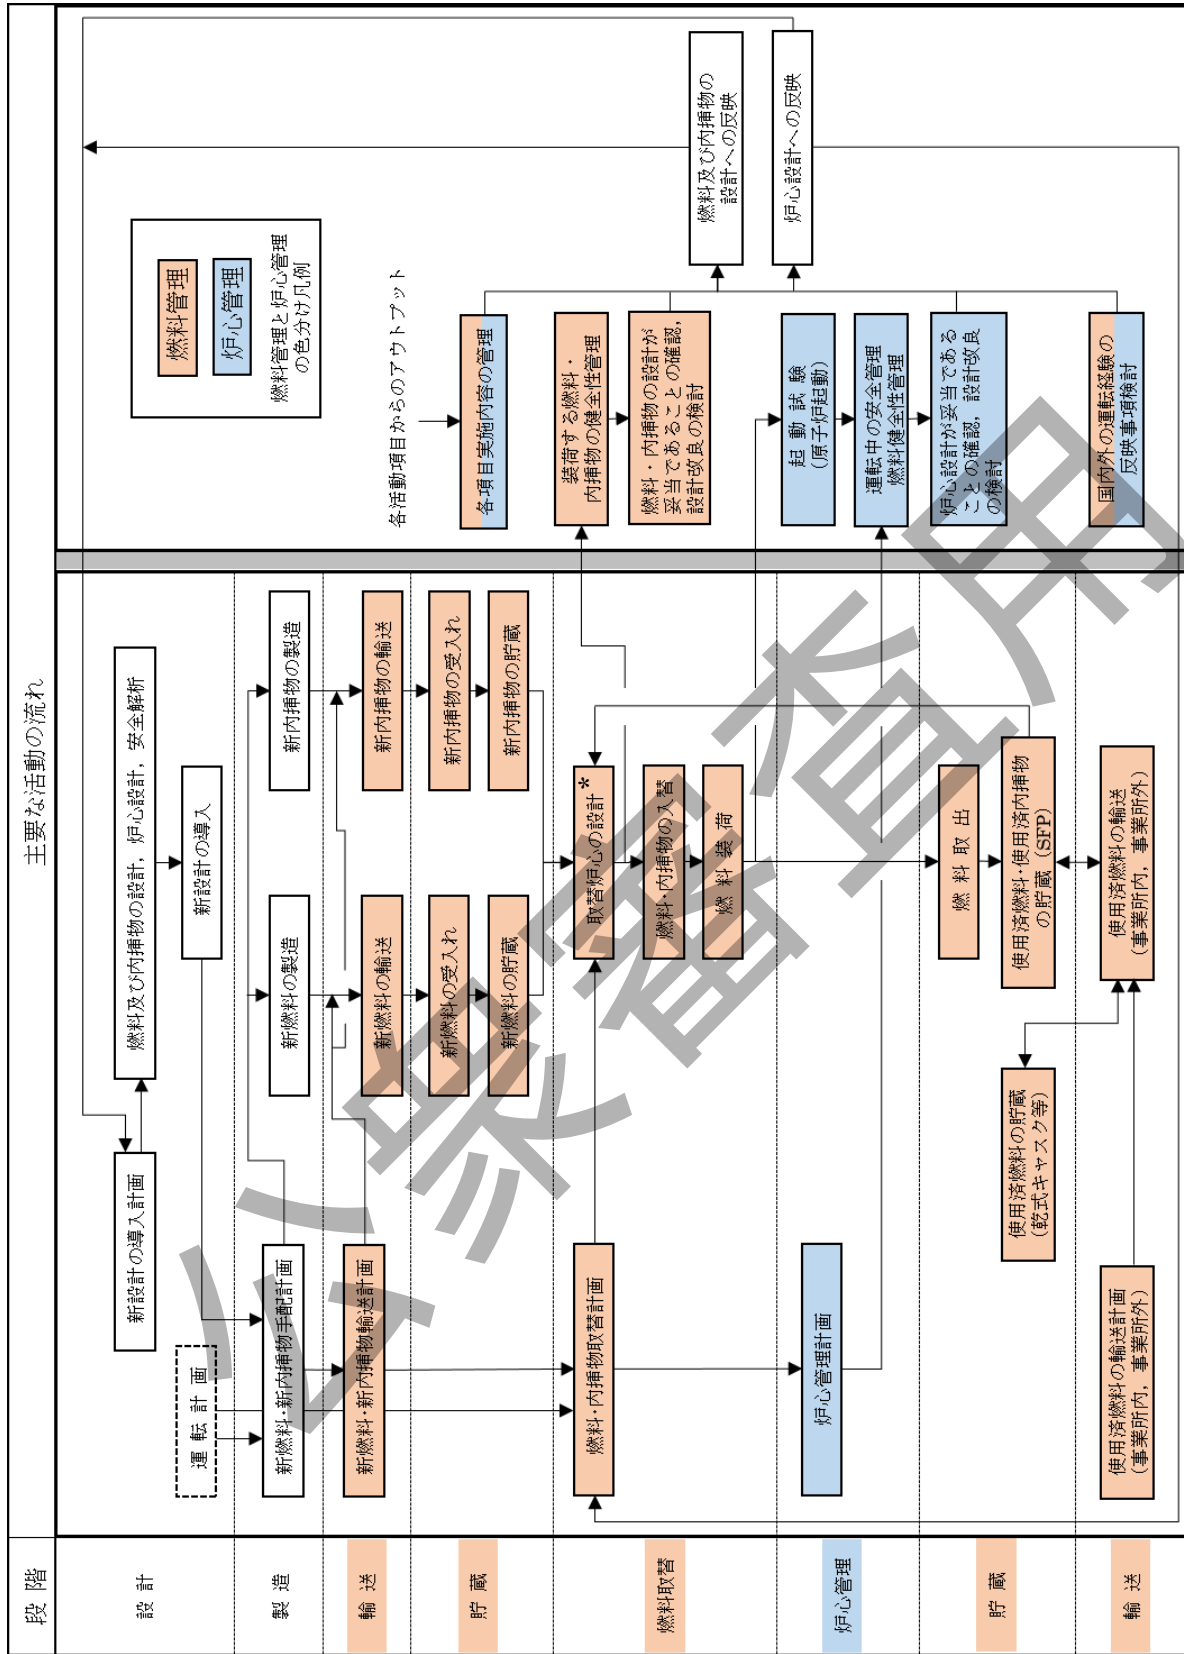 主要な活動の流れ
段 階
設 計
製 造
輸 送
貯 蔵
燃料取替
炉心管理
貯 蔵
輸 送
運 転 計 画
新設計の導入計画
燃料及び内挿物の設計，炉心設計，安全解析
新設計の導入
新燃料・新内挿物手配計画
新燃料の製造
新内挿物の製造
新燃料・新内挿物輸送計画
新燃料の輸送
新内挿物の輸送
新燃料の受入れ
新内挿物の受入れ
新燃料の貯蔵
新内挿物の貯蔵
燃料・内挿物取替計画
取替炉心の設計*
燃料・内挿物の入替
燃 料 装 荷
炉心管理計画
燃 料 取 出
使用済燃料の貯蔵
（乾式キャスク等）
使用済燃料・使用済内挿物
の貯蔵（SFP）
使用済燃料の輸送計画
（事業所内，事業所外）
使用済燃料の輸送
（事業所内，事業所外）
燃料管理
炉心管理
燃料管理と炉心管理
の色分け凡例
各活動項目からのアウトプット
各項目実施内容の管理
装荷する燃料・
内挿物の健全性管理
燃料・内挿物の設計が
妥当であることの確認，
設計改良の検討
起 動 試 験
（原子炉起動）
運転中の安全管理
燃料健全性管理
炉心設計が妥当である
ことの確認，設計改良
の検討
国内外の運転経験の
反映事項検討
燃料及び内挿物の
設計への反映
炉心設計への反映
公衆審査用